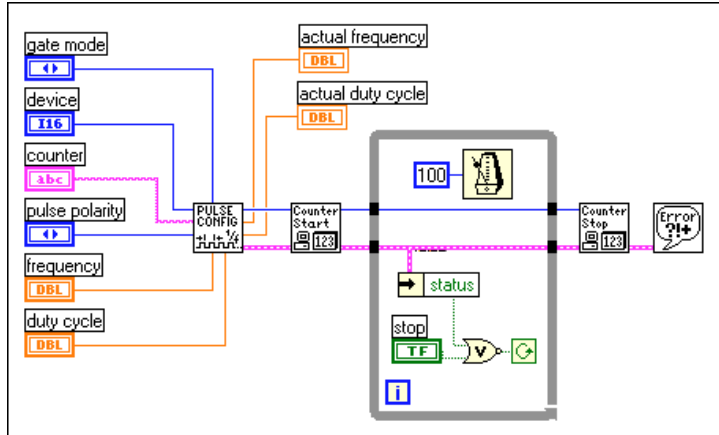 gate mode
device
I16
counter
abc
pulse polarity
frequency
DBL
duty cycle
DBL
actual frequency
DBL
actual duty cycle
DBL
PULSE
CONFIG
Counter
Start
123
100
status
stop
TF
V
i
Counter
Stop
123
Error
?!+